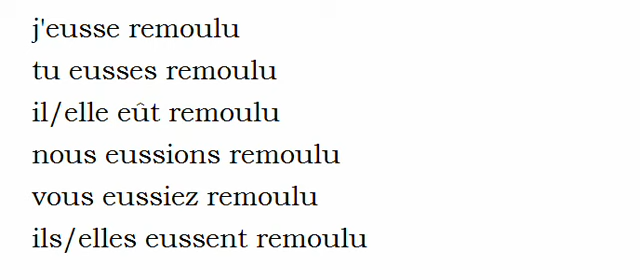 j'eusse remoulu
tu eusses remoulu
il/elle eût remoulu
nous eussions remoulu
vous eussiez remoulu
ils/elles eussent remoulu